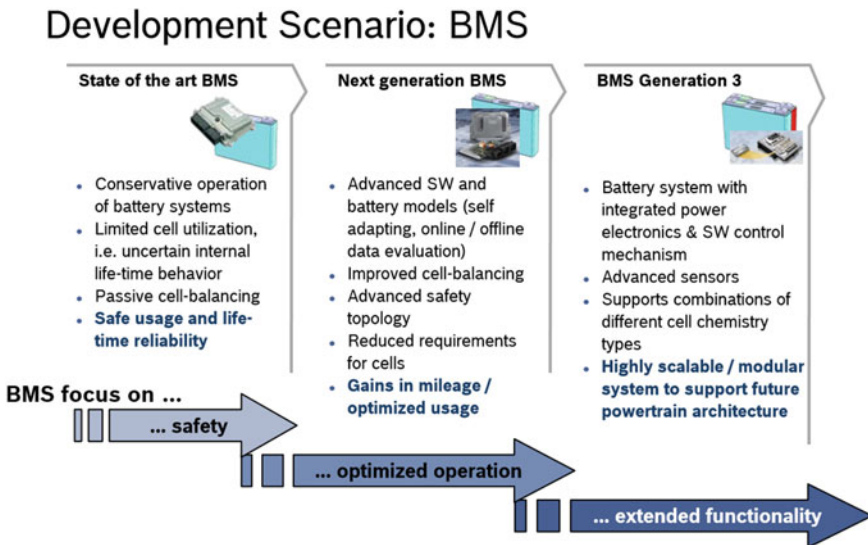 Development Scenario: BMS
State of the art BMS
• Conservative operation
of battery systems
• Limited cell utilization,
i.e. uncertain internal
life-time behavior
• Passive cell-balancing
• Safe usage and life-
time reliability
Next generation BMS
• Advanced SW and
battery models (self
adapting, online / offline
data evaluation)
• Improved cell-balancing
• Advanced safety
topology
• Reduced requirements
for cells
• Gains in mileage /
optimized usage
BMS Generation 3
• Battery system with
integrated power
electronics & SW control
mechanism
• Advanced sensors
• Supports combinations of
different cell chemistry
types
• Highly scalable / modular
system to support future
powertrain architecture
BMS focus on ...
... safety
... optimized operation
... extended functionality